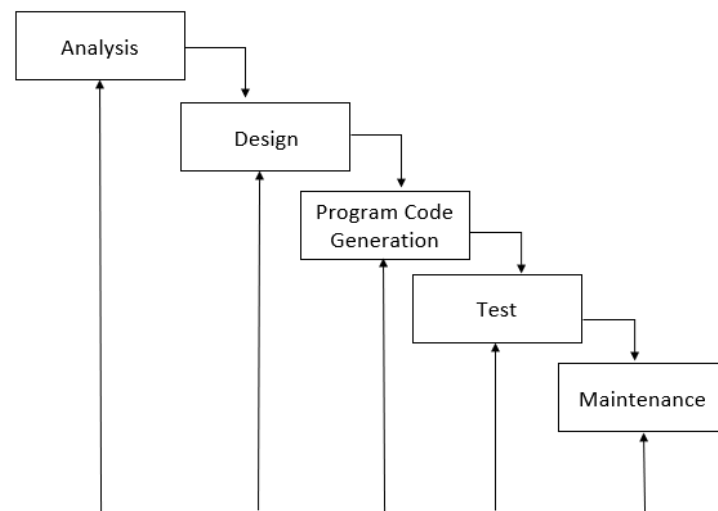 Analysis
Design
Program Code
Generation
Test
Maintenance